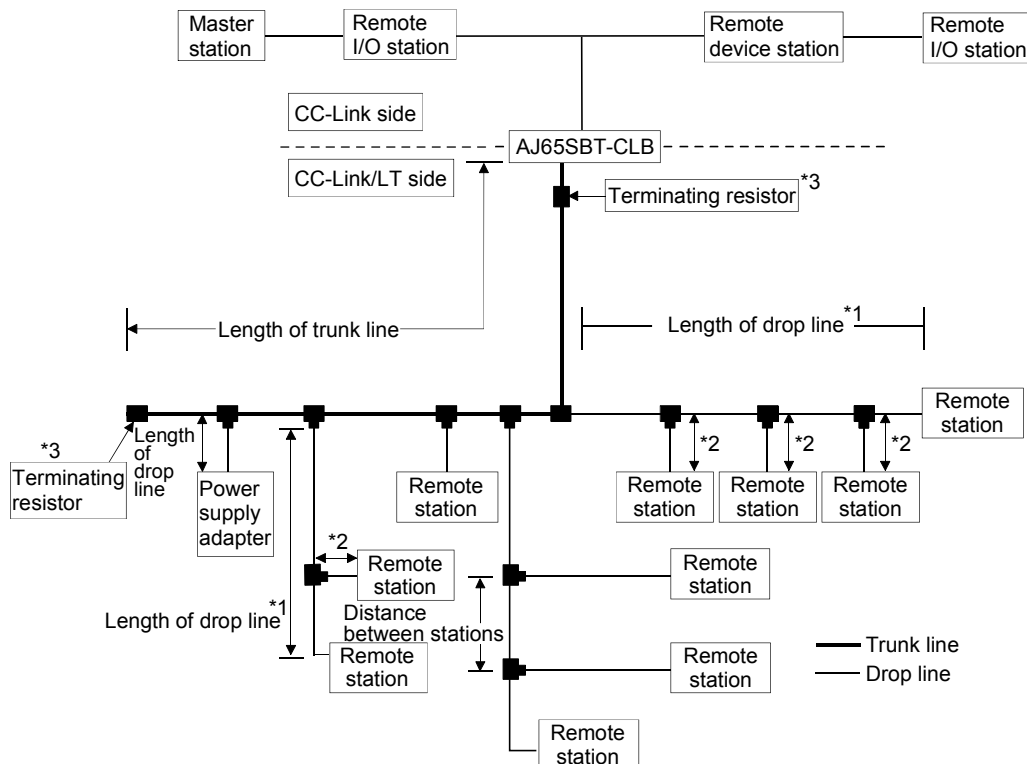 Master
station
Remote
I/O station
Remote
device station
Remote
I/O station
CC-Link side
AJ65SBT-CLB
CC-Link/LT side
Terminating resistor*3
Length of trunk line
Length of drop line*1
Remote
station
*3
Terminating
resistor
Length
of
drop
line
Power
supply
adapter
Remote
station
*2
*2
*2
Remote
station
Remote
station
Remote
station
*2
Remote
station
Remote
station
Length of drop line*1
Distance
between stations
Remote
station
Remote
station
Trunk line
Drop line
Remote
station